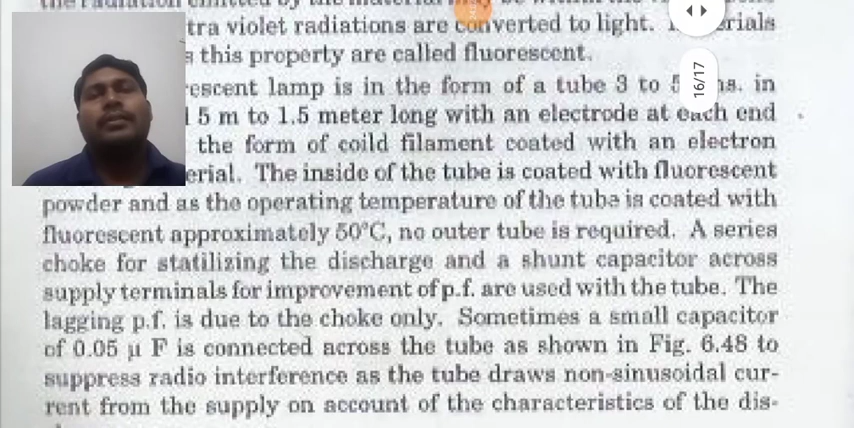 tra violet radiations are converted to light.
this property are called fluorescent.
escent lamp is in the form of a tube 3 to 5
5 m to 1.5 meter long with an electrode at each end
the form of coild filament coated with an electron
erial. The inside of the tube is coated with fluorescent
powder and as the operating temperature of the tube is coated with
fluorescent approximately 50°C, no outer tube is required. A series
choke for statilizing the discharge and a shunt capacitor across
supply terminals for improvement of p.f. are used with the tube. The
lagging p.f. is due to the choke only. Sometimes a small capacitor
of 0.05 μ F is connected across the tube as shown in Fig. 6.48 to
suppress radio interference as the tube draws non-sinusoidal cur-
rent from the supply on account of the characteristics of the dis-
16/17